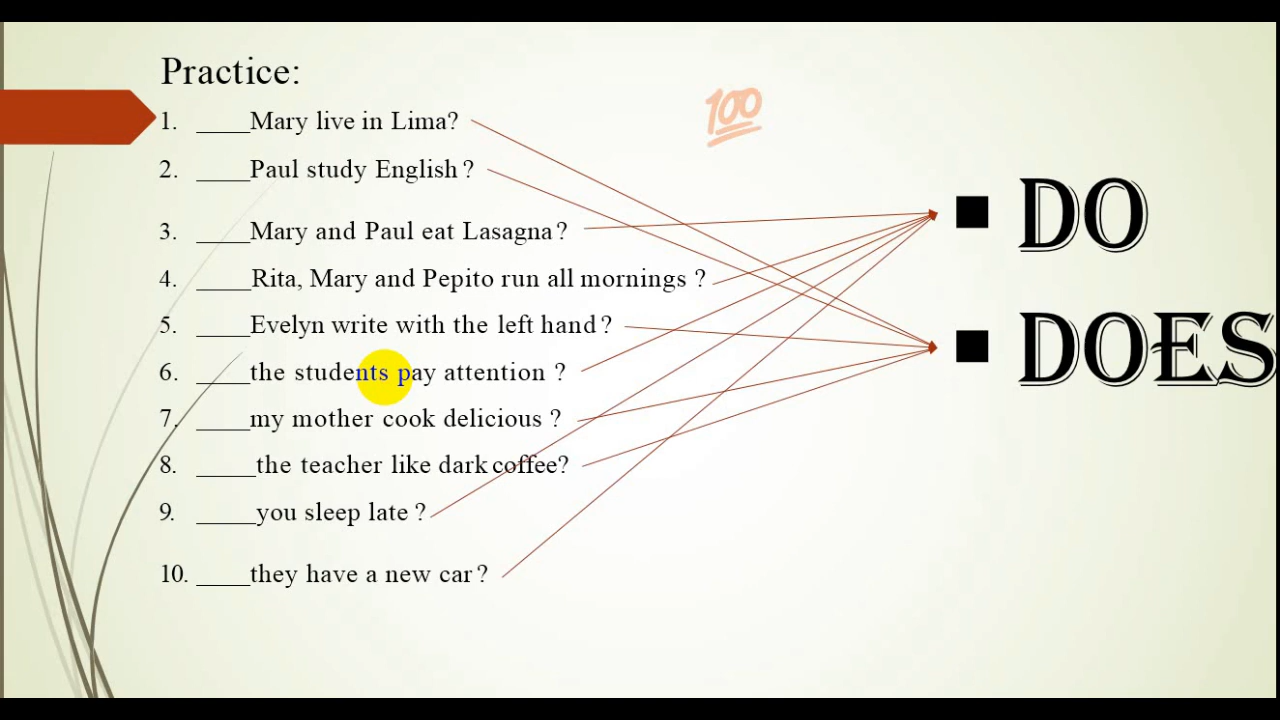 Practice:
1. ____Mary live in Lima?
2. ____Paul study English ?
3. ____Mary and Paul eat Lasagna ?
4. ____Rita, Mary and Pepito run all mornings ?
5. ____Evelyn write with the left hand ?
6. ____the students pay attention ?
7. ____my mother cook delicious ?
8. ____the teacher like dark coffee?
9. ____you sleep late ?
10. ____they have a new car ?
100
▪ DO
▪ DOES